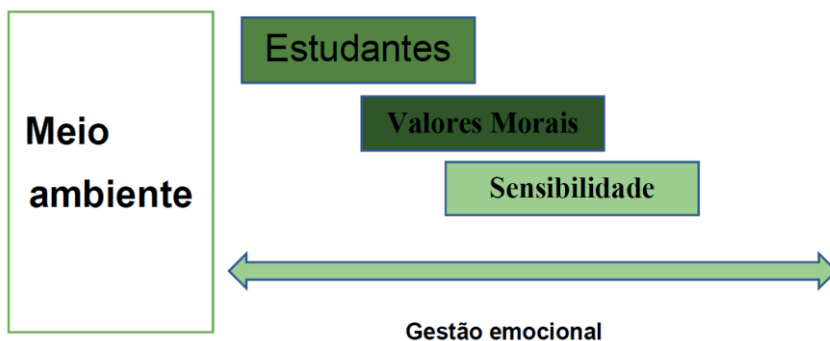 Meio
ambiente
Estudantes
Valores Morais
Sensibilidade
Gestão emocional